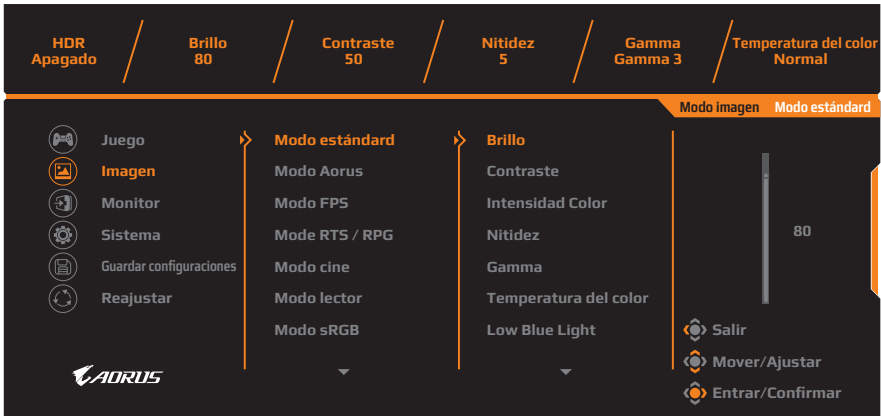 HDR
Apagado
Brillo
80
Contraste
50
Nitidez
5
Gamma
Gamma 3
Temperatura del color
Normal
Modo imagen Modo estándard
Juego
Imagen
Monitor
Sistema
Guardar configuraciones
Reajustar
Modo estándard
Modo Aorus
Modo FPS
Mode RTS / RPG
Modo cine
Modo lector
Modo sRGB
Brillo
Contraste
Intensidad Color
Nitidez
Gamma
Temperatura del color
Low Blue Light
80
Salir
Mover/Ajustar
Entrar/Confirmar
AORUS